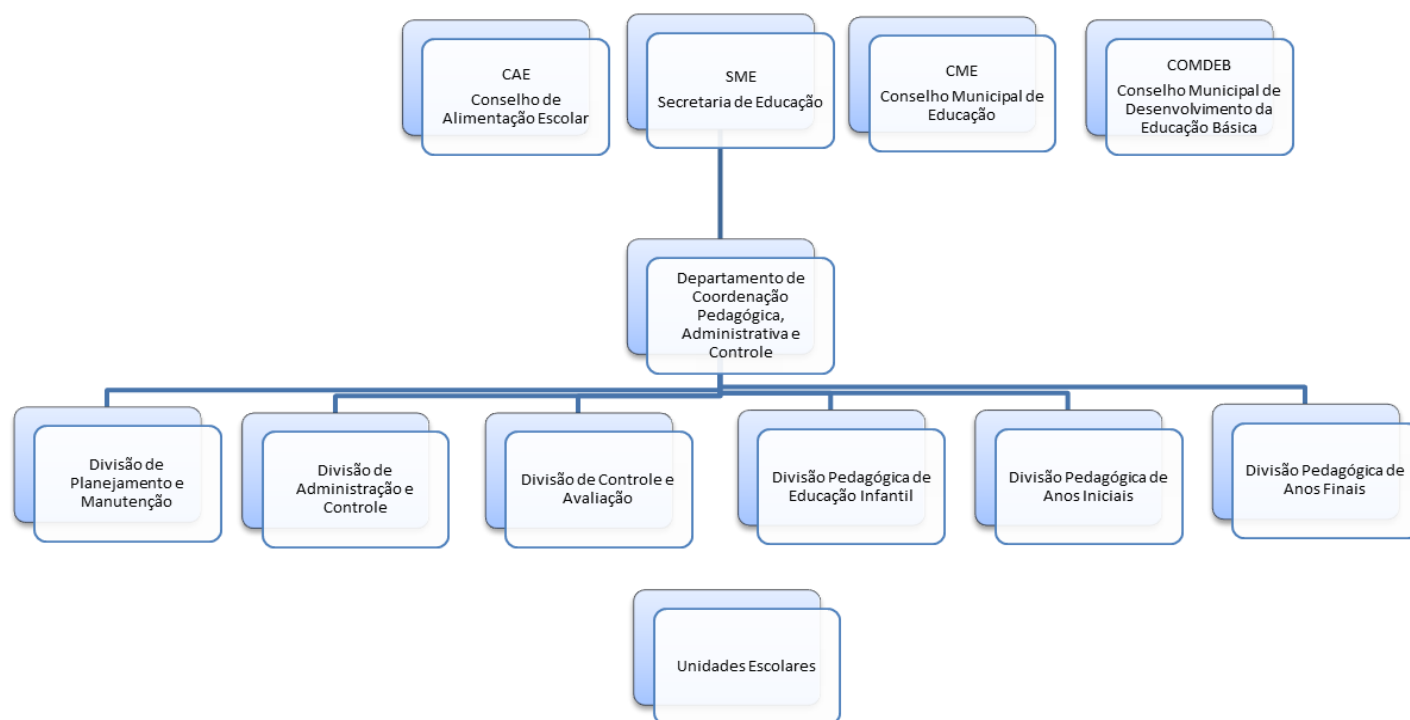 CAE
Conselho de
Alimentação Escolar
SME
Secretaria de Educação
CME
Conselho Municipal de
Educação
COMDEB
Conselho Municipal de
Desenvolvimento da
Educação Básica
Departamento de
Coordenação
Pedagógica,
Administrativa e
Controle
Divisão de
Planejamento e
Manutenção
Divisão de
Administração e
Controle
Divisão de Controle e
Avaliação
Divisão Pedagógica de
Educação Infantil
Divisão Pedagógica de
Anos Iniciais
Divisão Pedagógica de
Anos Finais
Unidades Escolares